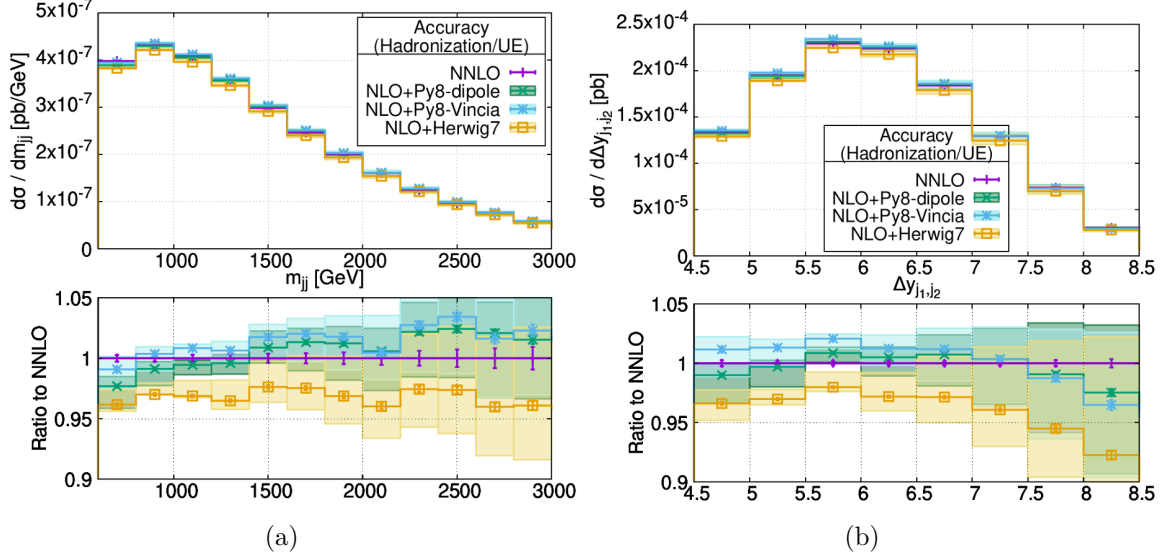 5x10-7
4x10-7
3x10-7
2x10-7
1x10-7
0
dσ / dmjj [pb/GeV]
Accuracy
(Hadronization/UE)
NNLO
NLO+Py8-dipole
NLO+Py8-Vincia
NLO+Herwig7
1000 1500 2000 2500 3000
mjj [GeV]
1.05
1
0.95
0.9
Ratio to NNLO
1000 1500 2000 2500 3000
(a)
2.5x10-4
2x10-4
1.5x10-4
1x10-4
5x10-5
0
dσ / dΔyj1,j2 [pb]
Accuracy
(Hadronization/UE)
NNLO
NLO+Py8-dipole
NLO+Py8-Vincia
NLO+Herwig7
4.5 5 5.5 6 6.5 7 7.5 8 8.5
Δyj1,j2
1.05
1
0.95
0.9
Ratio to NNLO
4.5 5 5.5 6 6.5 7 7.5 8 8.5
(b)